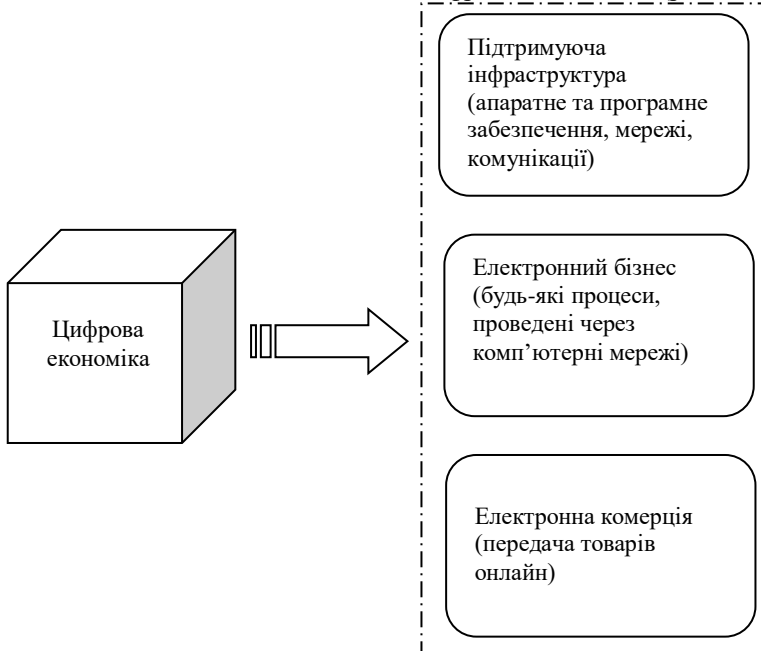 Підтримуюча
інфраструктура
(апаратне та програмне
забезпечення, мережі,
комунікації)
Цифрова
економіка
Електронний бізнес
(будь-які процеси,
проведені через
комп’ютерні мережі)
Електронна комерція
(передача товарів
онлайн)